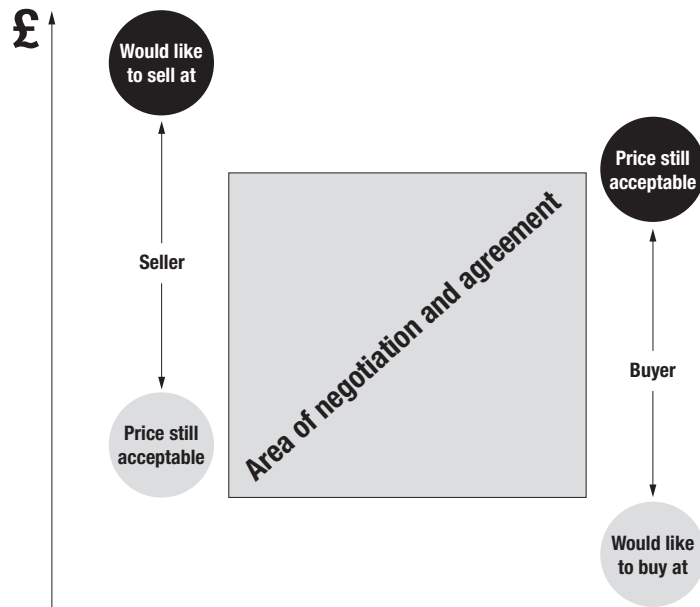 £
Would like
to sell at
Price still
acceptable
Seller
Area of negotiation and agreement
Buyer
Price still
acceptable
Would like
to buy at